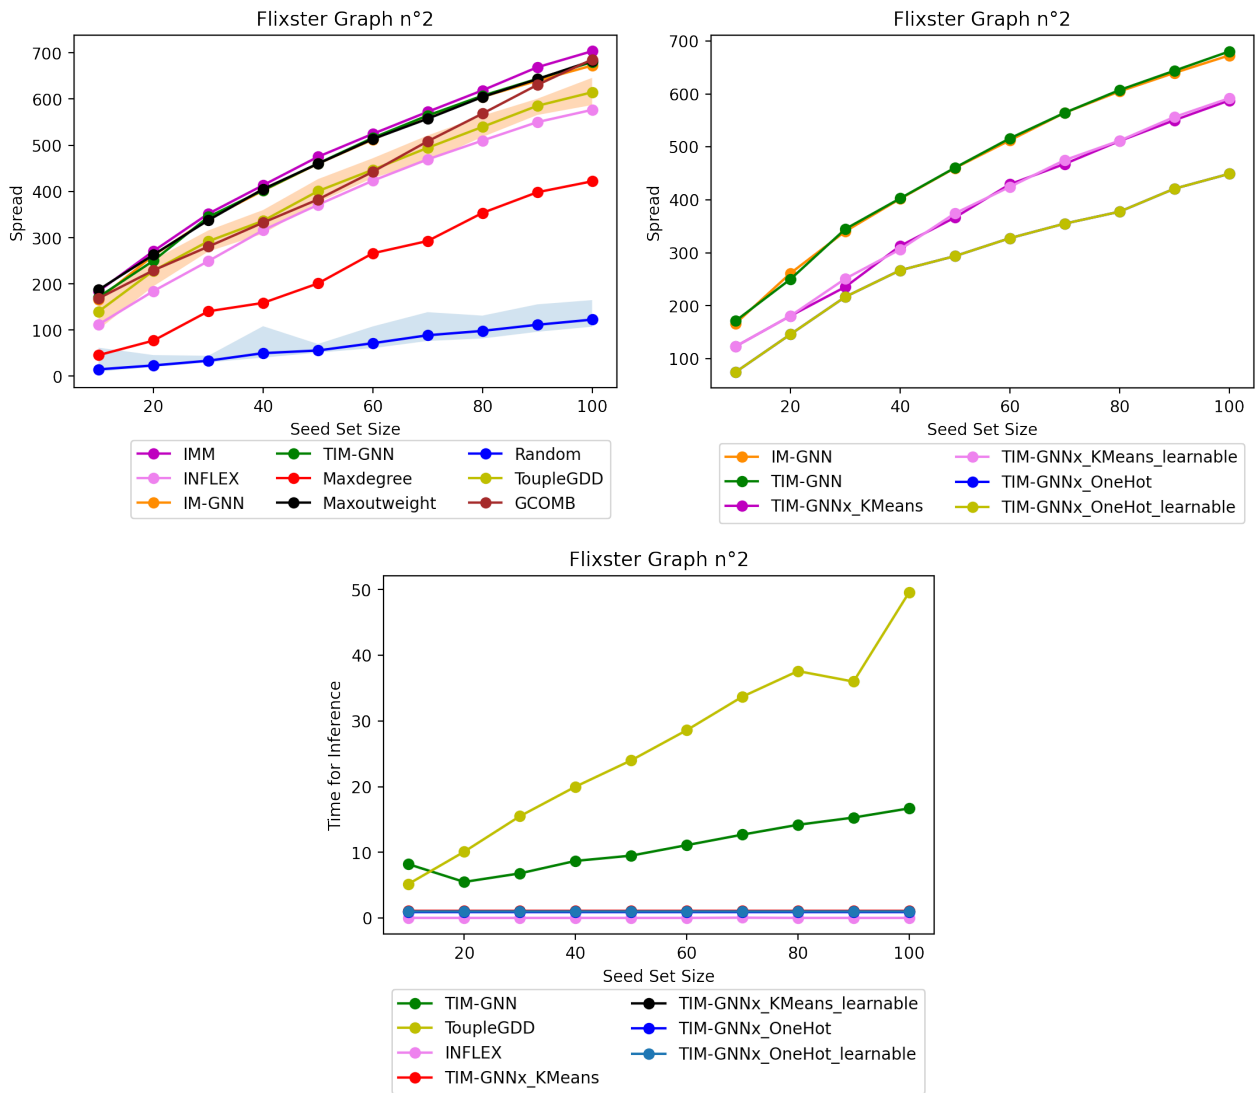 Flixster Graph n°2
Spread
700
600
500
400
300
200
100
0
20 40 60 80 100
Seed Set Size
IMM TIM-GNN Random
INFLEX Maxdegree ToupleGDD
IM-GNN Maxoutweight GCOMB
Flixster Graph n°2
Spread
700
600
500
400
300
200
100
20 40 60 80 100
Seed Set Size
IM-GNN TIM-GNNx_KMeans_learnable
TIM-GNN TIM-GNNx_OneHot
TIM-GNNx_KMeans TIM-GNNx_OneHot_learnable
Flixster Graph n°2
Time for Inference
50
40
30
20
10
0
20 40 60 80 100
Seed Set Size
TIM-GNN TIM-GNNx_KMeans_learnable
ToupleGDD TIM-GNNx_OneHot
INFLEX TIM-GNNx_OneHot_learnable
TIM-GNNx_KMeans